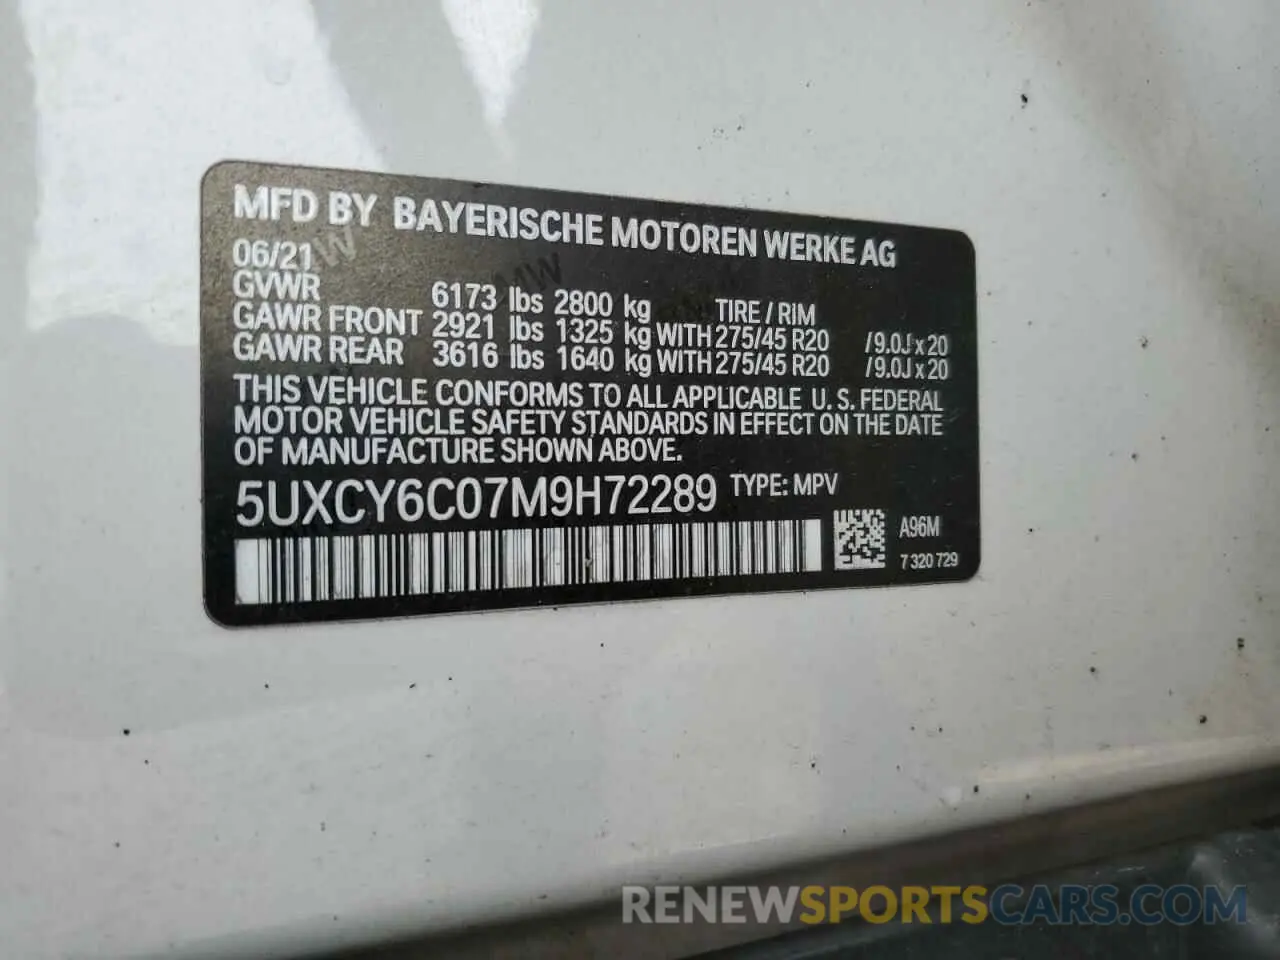 MFD BY BAYERISCHE MOTOREN WERKE AG
06/21
GVWR 6173 lbs 2800 kg TIRE / RIM
GAWR FRONT 2921 lbs 1325 kg WITH 275/45 R20 / 9.0J x 20
GAWR REAR 3616 lbs 1640 kg WITH 275/45 R20 / 9.0J x 20
THIS VEHICLE CONFORMS TO ALL APPLICABLE U. S. FEDERAL
MOTOR VEHICLE SAFETY STANDARDS IN EFFECT ON THE DATE
OF MANUFACTURE SHOWN ABOVE.
5UXCY6C07M9H72289 TYPE: MPV
A96M
7 320 729
RENEWSPORTSCARS.COM